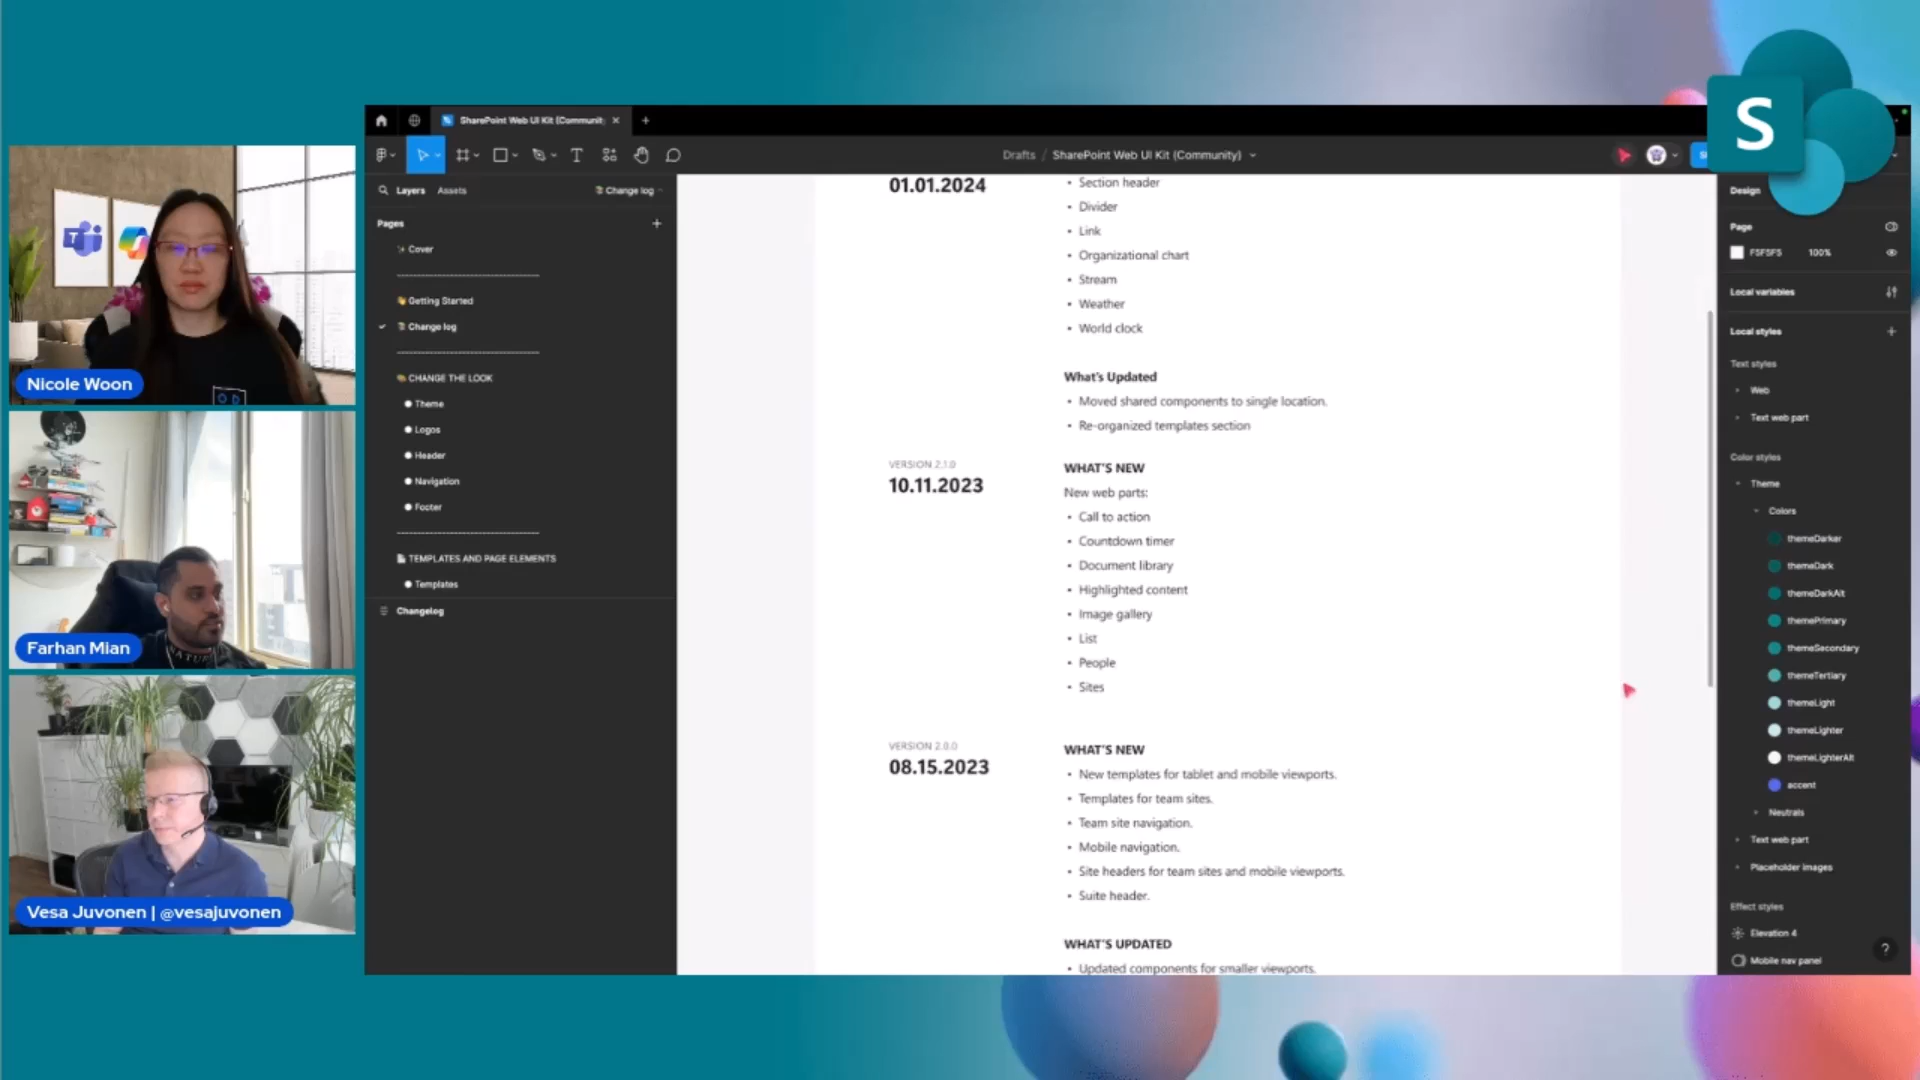 Nicole Woon
Farhan Mian
Vesa Juvonen | @vesajuvonen
SharePoint Web UI Kit (Communit
Drafts / SharePoint Web UI Kit (Community)
S
Layers
Assets
Change log
Pages
Cover
Getting Started
Change log
CHANGE THE LOOK
Theme
Logos
Header
Navigation
Footer
TEMPLATES AND PAGE ELEMENTS
Templates
Changelog
01.01.2024
• Section header
• Divider
• Link
• Organizational chart
• Stream
• Weather
• World clock
What's Updated
• Moved shared components to single location.
• Re-organized templates section
VERSION 2.1.0
10.11.2023
WHAT'S NEW
New web parts:
• Call to action
• Countdown timer
• Document library
• Highlighted content
• Image gallery
• List
• People
• Sites
VERSION 2.0.0
08.15.2023
WHAT'S NEW
• New templates for tablet and mobile viewports.
• Templates for team sites.
• Team site navigation.
• Mobile navigation.
• Site headers for team sites and mobile viewports.
• Suite header.
WHAT'S UPDATED
• Updated components for smaller viewports.
Design
Page
F5F5F5 100%
Local variables
Local styles
Text styles
Web
Text web part
Color styles
Theme
Colors
themeDarker
themeDark
themeDarkAlt
themePrimary
themeSecondary
themeTertiary
themeLight
themeLighter
themeLighterAlt
accent
Neutrals
Text web part
Placeholder images
Effect styles
Elevation 4
Mobile nav panel
?